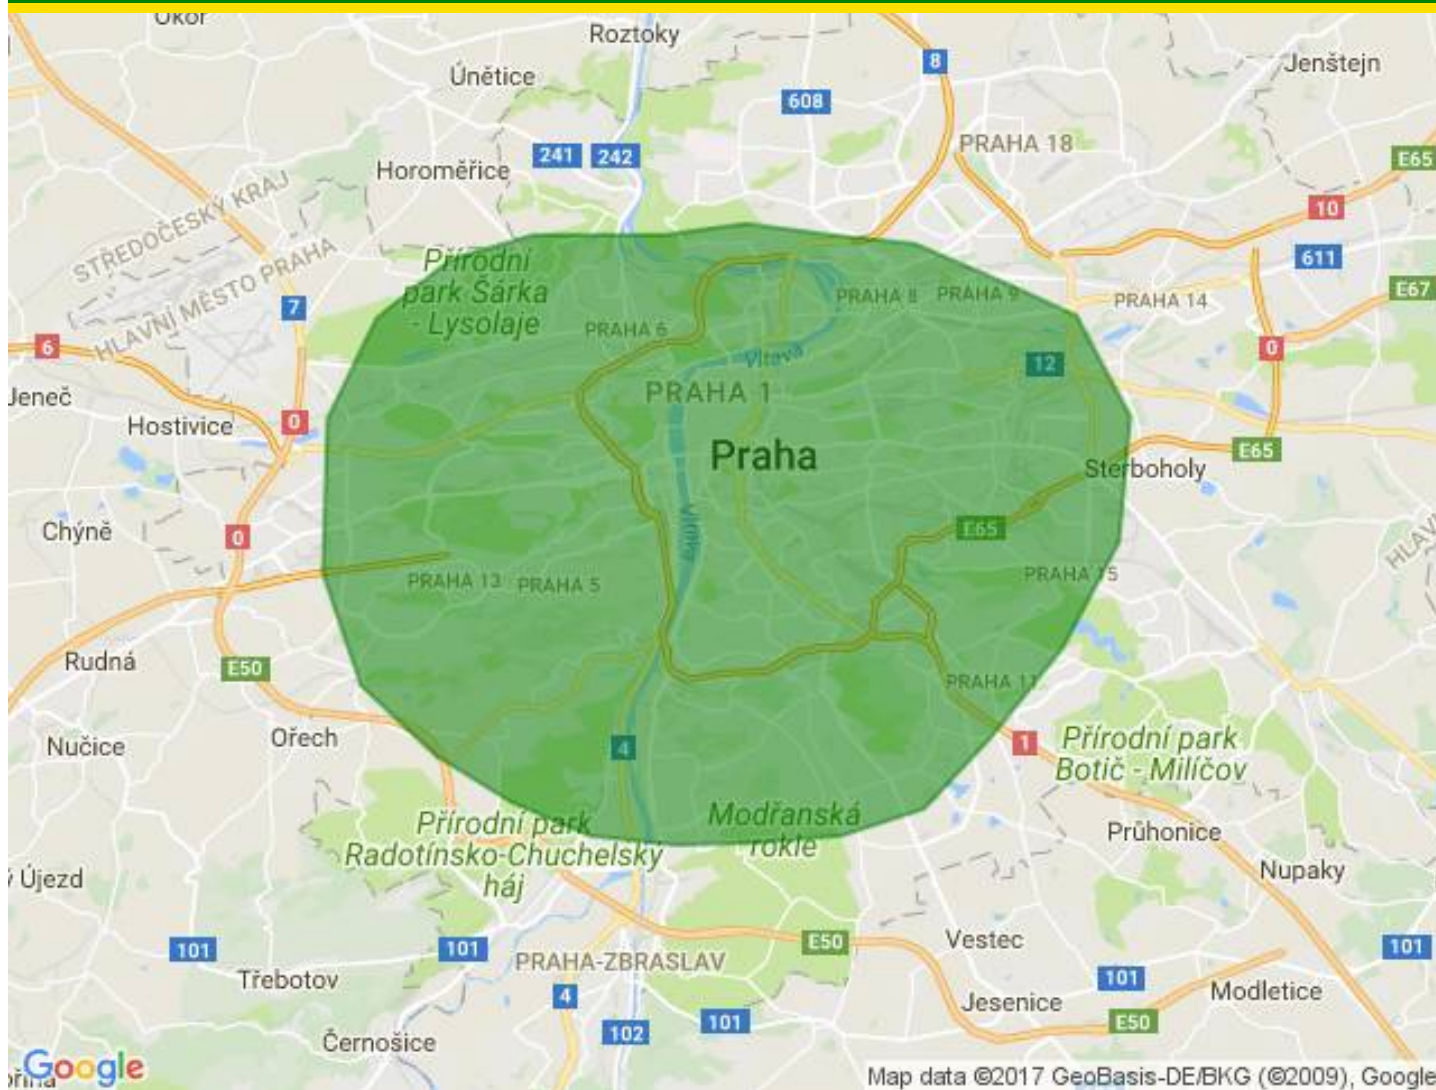 Okoř
Roztoky
8
Jenštejn
Únětice
608
PRAHA 18
241
242
E65
Horoměřice
STŘEDOČESKÝ KRAJ
HLAVNÍ MĚSTO PRAHA
10
611
Přírodní
park Šárka
- Lysolaje
7
PRAHA 8
PRAHA 9
PRAHA 14
E67
PRAHA 6
6
0
Vltava
12
Jeneč
PRAHA 1
Hostivice
0
Praha
E65
Štěrboholy
Chýně
0
Vltava
E65
HLAVN
PRAHA 13
PRAHA 5
PRAHA 15
Rudná
E50
PRAHA 11
Ořech
Nučice
4
1
Přírodní park
Botič - Milíčov
Přírodní park
Radotínsko-Chuchelský
háj
Modřanská
rokle
Průhonice
Nupaky
ý Újezd
101
101
E50
Vestec
101
PRAHA-ZBRASLAV
Třebotov
4
101
Modletice
Jesenice
101
E50
102
Černošice
Google
Map data ©2017 GeoBasis-DE/BKG (©2009), Google